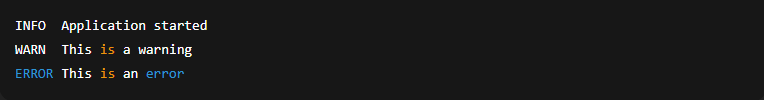 INFO  Application started
WARN  This is a warning
ERROR This is an error